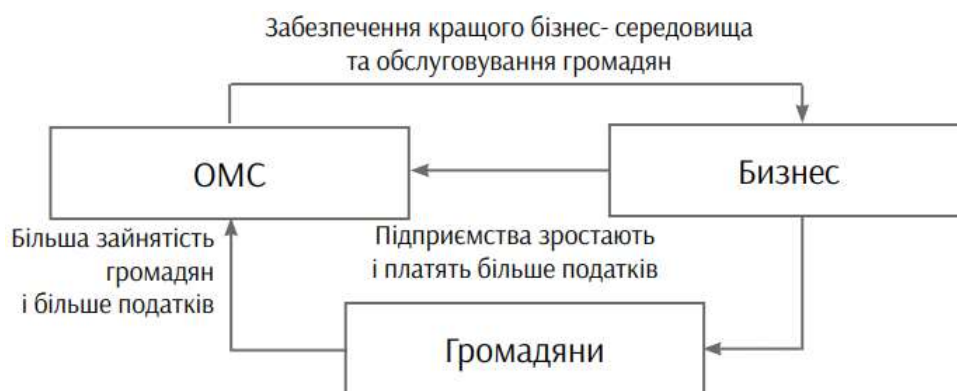 Забезпечення кращого бізнес- середовища
та обслуговування громадян
ОМС
Бизнес
Більша зайнятість
громадян
і більше податків
Підприємства зростають
і платять більше податків
Громадяни